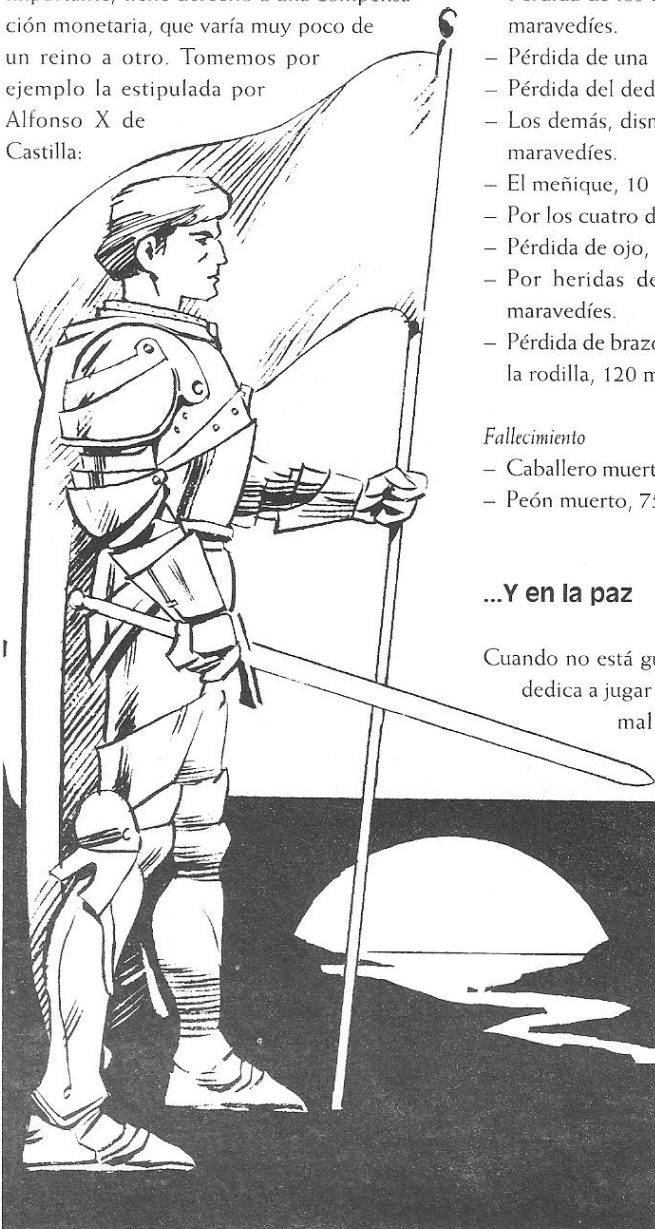 ción monetaria, que varía muy poco de
un reino a otro. Tomemos por
ejemplo la estipulada por
Alfonso X de
Castilla:
maravedíes.
– Pérdida de una
– Pérdida del ded
– Los demás, dism
maravedíes.
– El meñique, 10
– Por los cuatro d
– Pérdida de ojo,
– Por heridas de
maravedíes.
– Pérdida de brazo
la rodilla, 120 m
Fallecimiento
– Caballero muert
– Peón muerto, 75
...Y en la paz
Cuando no está gu
dedica a jugar
mal